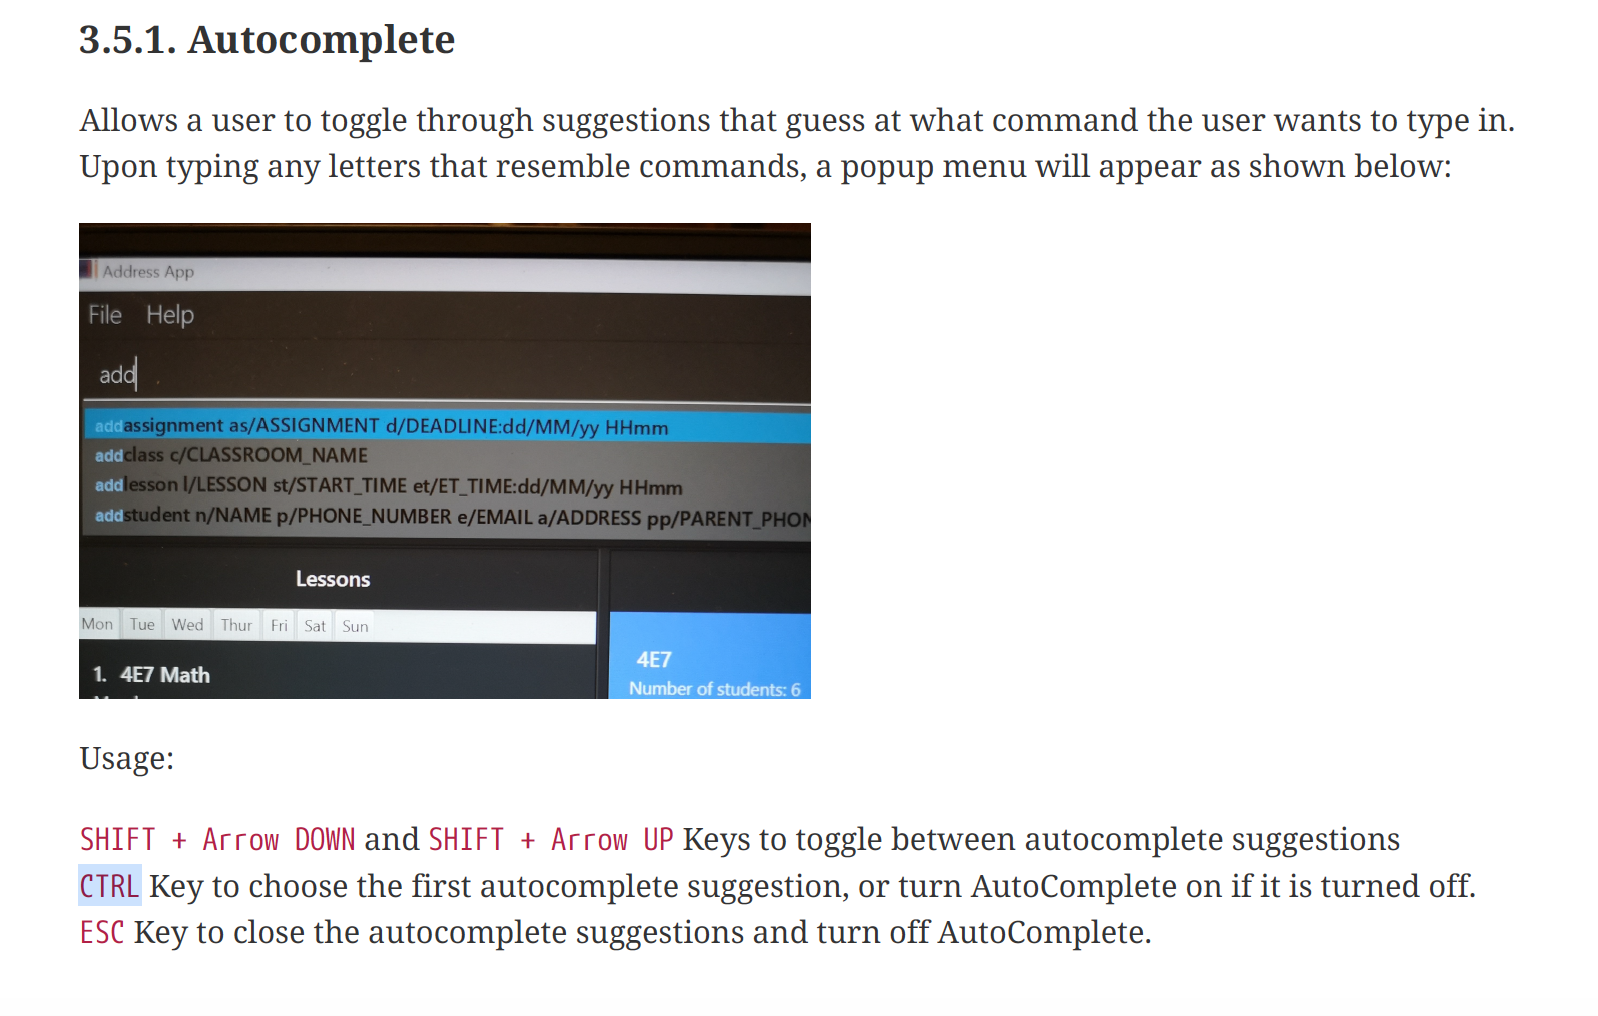 3.5.1. Autocomplete
Allows a user to toggle through suggestions that guess at what command the user wants to type in.
Upon typing any letters that resemble commands, a popup menu will appear as shown below:
Address App
File Help
add
addassignment as/ASSIGNMENT d/DEADLINE:dd/MM/yy HHmm
addclass c/CLASSROOM_NAME
addlesson l/LESSON st/START_TIME et/ET_TIME:dd/MM/yy HHmm
addstudent n/NAME p/PHONE_NUMBER e/EMAIL a/ADDRESS pp/PARENT_PHON
Lessons
Mon Tue Wed Thur Fri Sat Sun
1. 4E7 Math
4E7
Number of students: 6
Usage:
SHIFT + Arrow DOWN and SHIFT + Arrow UP Keys to toggle between autocomplete suggestions
CTRL Key to choose the first autocomplete suggestion, or turn AutoComplete on if it is turned off.
ESC Key to close the autocomplete suggestions and turn off AutoComplete.